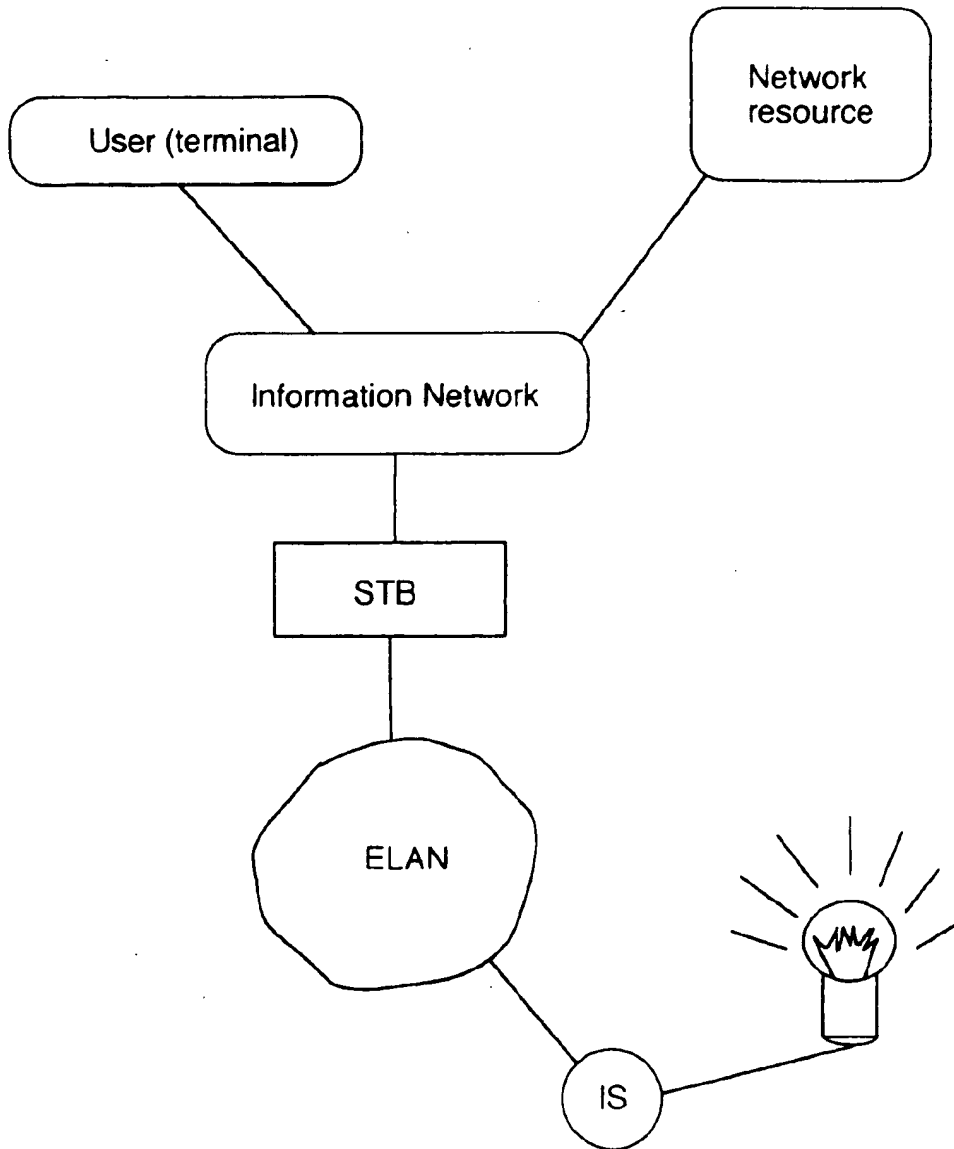 Network
resource
User (terminal)
Information Network
STB
ELAN
IS